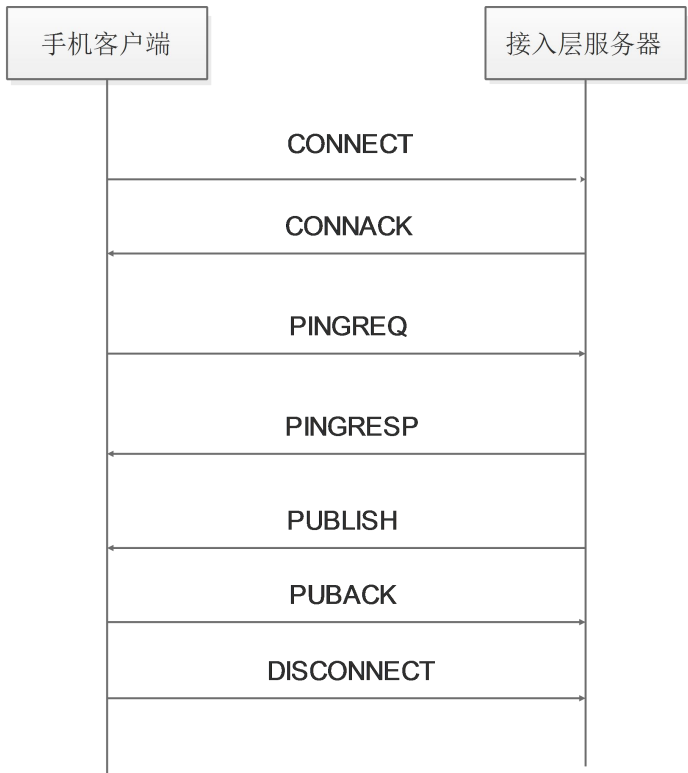 手机客户端
接入层服务器
CONNECT
CONNACK
PINGREQ
PINGRESP
PUBLISH
PUBACK
DISCONNECT